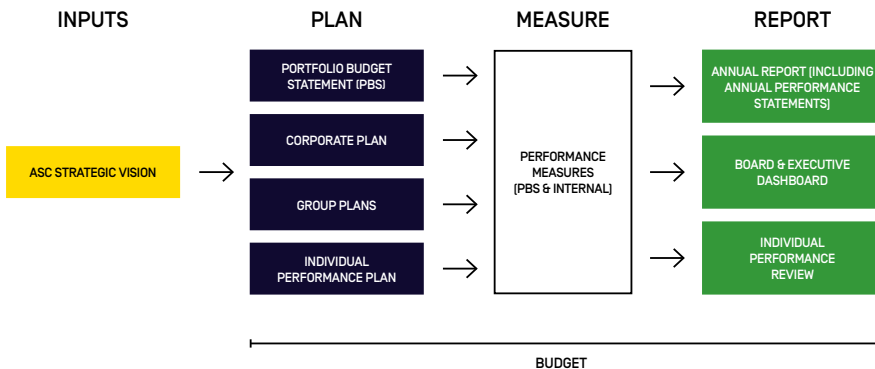 INPUTS
PLAN
MEASURE
REPORT
ASC STRATEGIC VISION
PORTFOLIO BUDGET
STATEMENT (PBS)
CORPORATE PLAN
GROUP PLANS
INDIVIDUAL
PERFORMANCE PLAN
PERFORMANCE
MEASURES
(PBS & INTERNAL)
ANNUAL REPORT (INCLUDING
ANNUAL PERFORMANCE
STATEMENTS)
BOARD & EXECUTIVE
DASHBOARD
INDIVIDUAL
PERFORMANCE
REVIEW
BUDGET